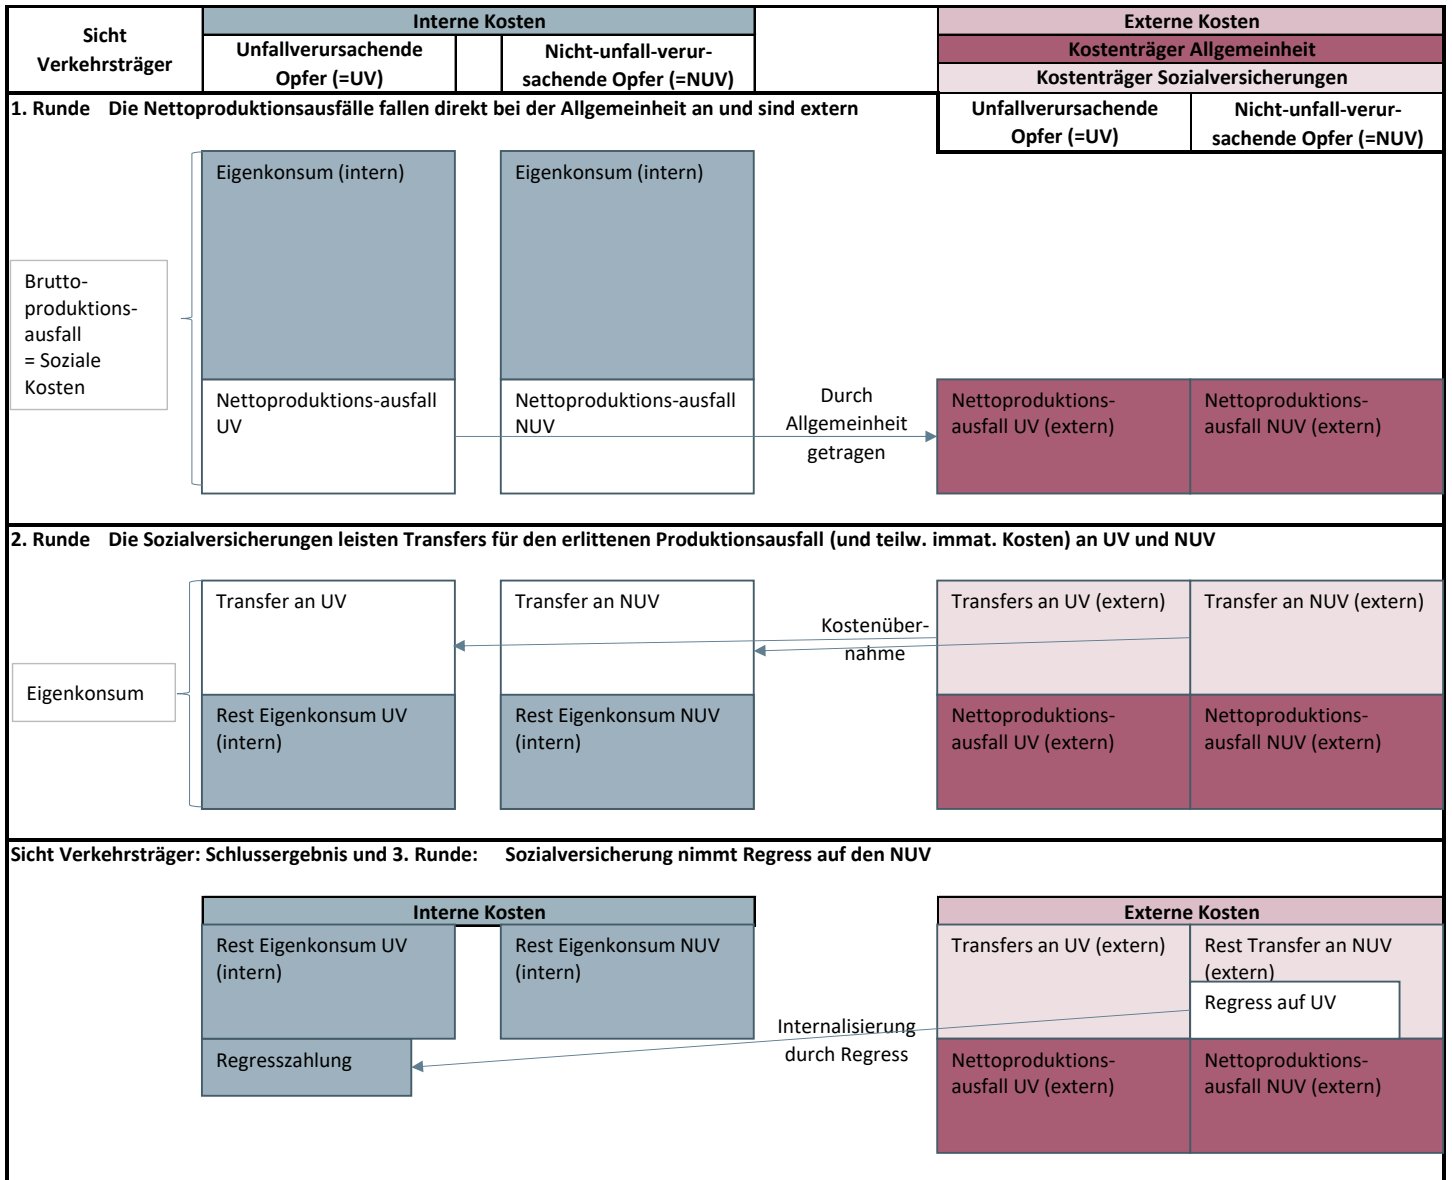 Sicht
Verkehrsträger
Interne Kosten
Externe Kosten
Unfallverursachende
Opfer (=UV)
Nicht-unfall-verur-
sachende Opfer (=NUV)
Kostenträger Allgemeinheit
Kostenträger Sozialversicherungen
1. Runde Die Nettoproduktionsausfälle fallen direkt bei der Allgemeinheit an und sind extern
Unfallverursachende
Opfer (=UV)
Nicht-unfall-verur-
sachende Opfer (=NUV)
Eigenkonsum (intern)
Eigenkonsum (intern)
Brutto-
produktions-
ausfall
= Soziale
Kosten
Nettoproduktions-ausfall
UV
Nettoproduktions-ausfall
NUV
Durch
Allgemeinheit
getragen
Nettoproduktions-
ausfall UV (extern)
Nettoproduktions-
ausfall NUV (extern)
2. Runde Die Sozialversicherungen leisten Transfers für den erlittenen Produktionsausfall (und teilw. immat. Kosten) an UV und NUV
Transfer an UV
Transfer an NUV
Kostenüber-
nahme
Transfers an UV (extern)
Transfer an NUV (extern)
Eigenkonsum
Rest Eigenkonsum UV
(intern)
Rest Eigenkonsum NUV
(intern)
Nettoproduktions-
ausfall UV (extern)
Nettoproduktions-
ausfall NUV (extern)
Sicht Verkehrsträger: Schlussergebnis und 3. Runde: Sozialversicherung nimmt Regress auf den NUV
Interne Kosten
Externe Kosten
Rest Eigenkonsum UV
(intern)
Rest Eigenkonsum NUV
(intern)
Transfers an UV (extern)
Rest Transfer an NUV
(extern)
Regress auf UV
Internalisierung
durch Regress
Regresszahlung
Nettoproduktions-
ausfall UV (extern)
Nettoproduktions-
ausfall NUV (extern)